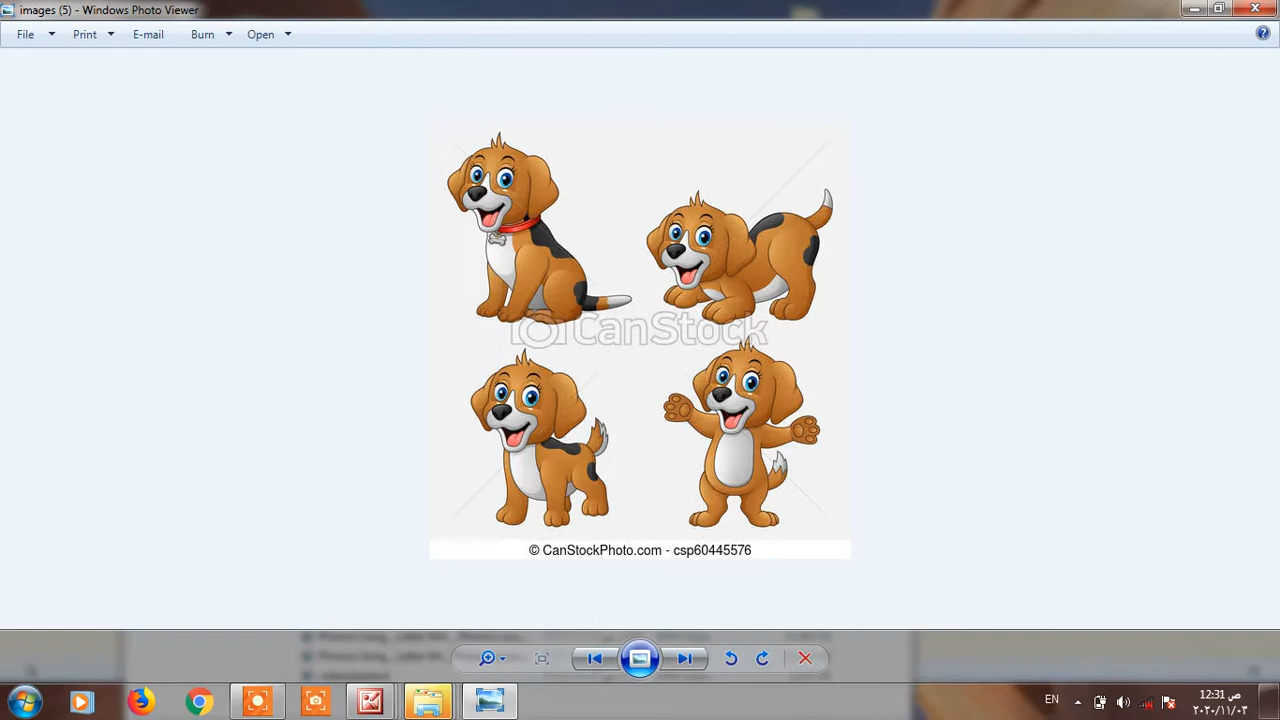 images (5) - Windows Photo Viewer
File Print E-mail Burn Open
CanStock
© CanStockPhoto.com - csp60445576
EN
12:31 ص
٢٠٢٠/١١/٠٣